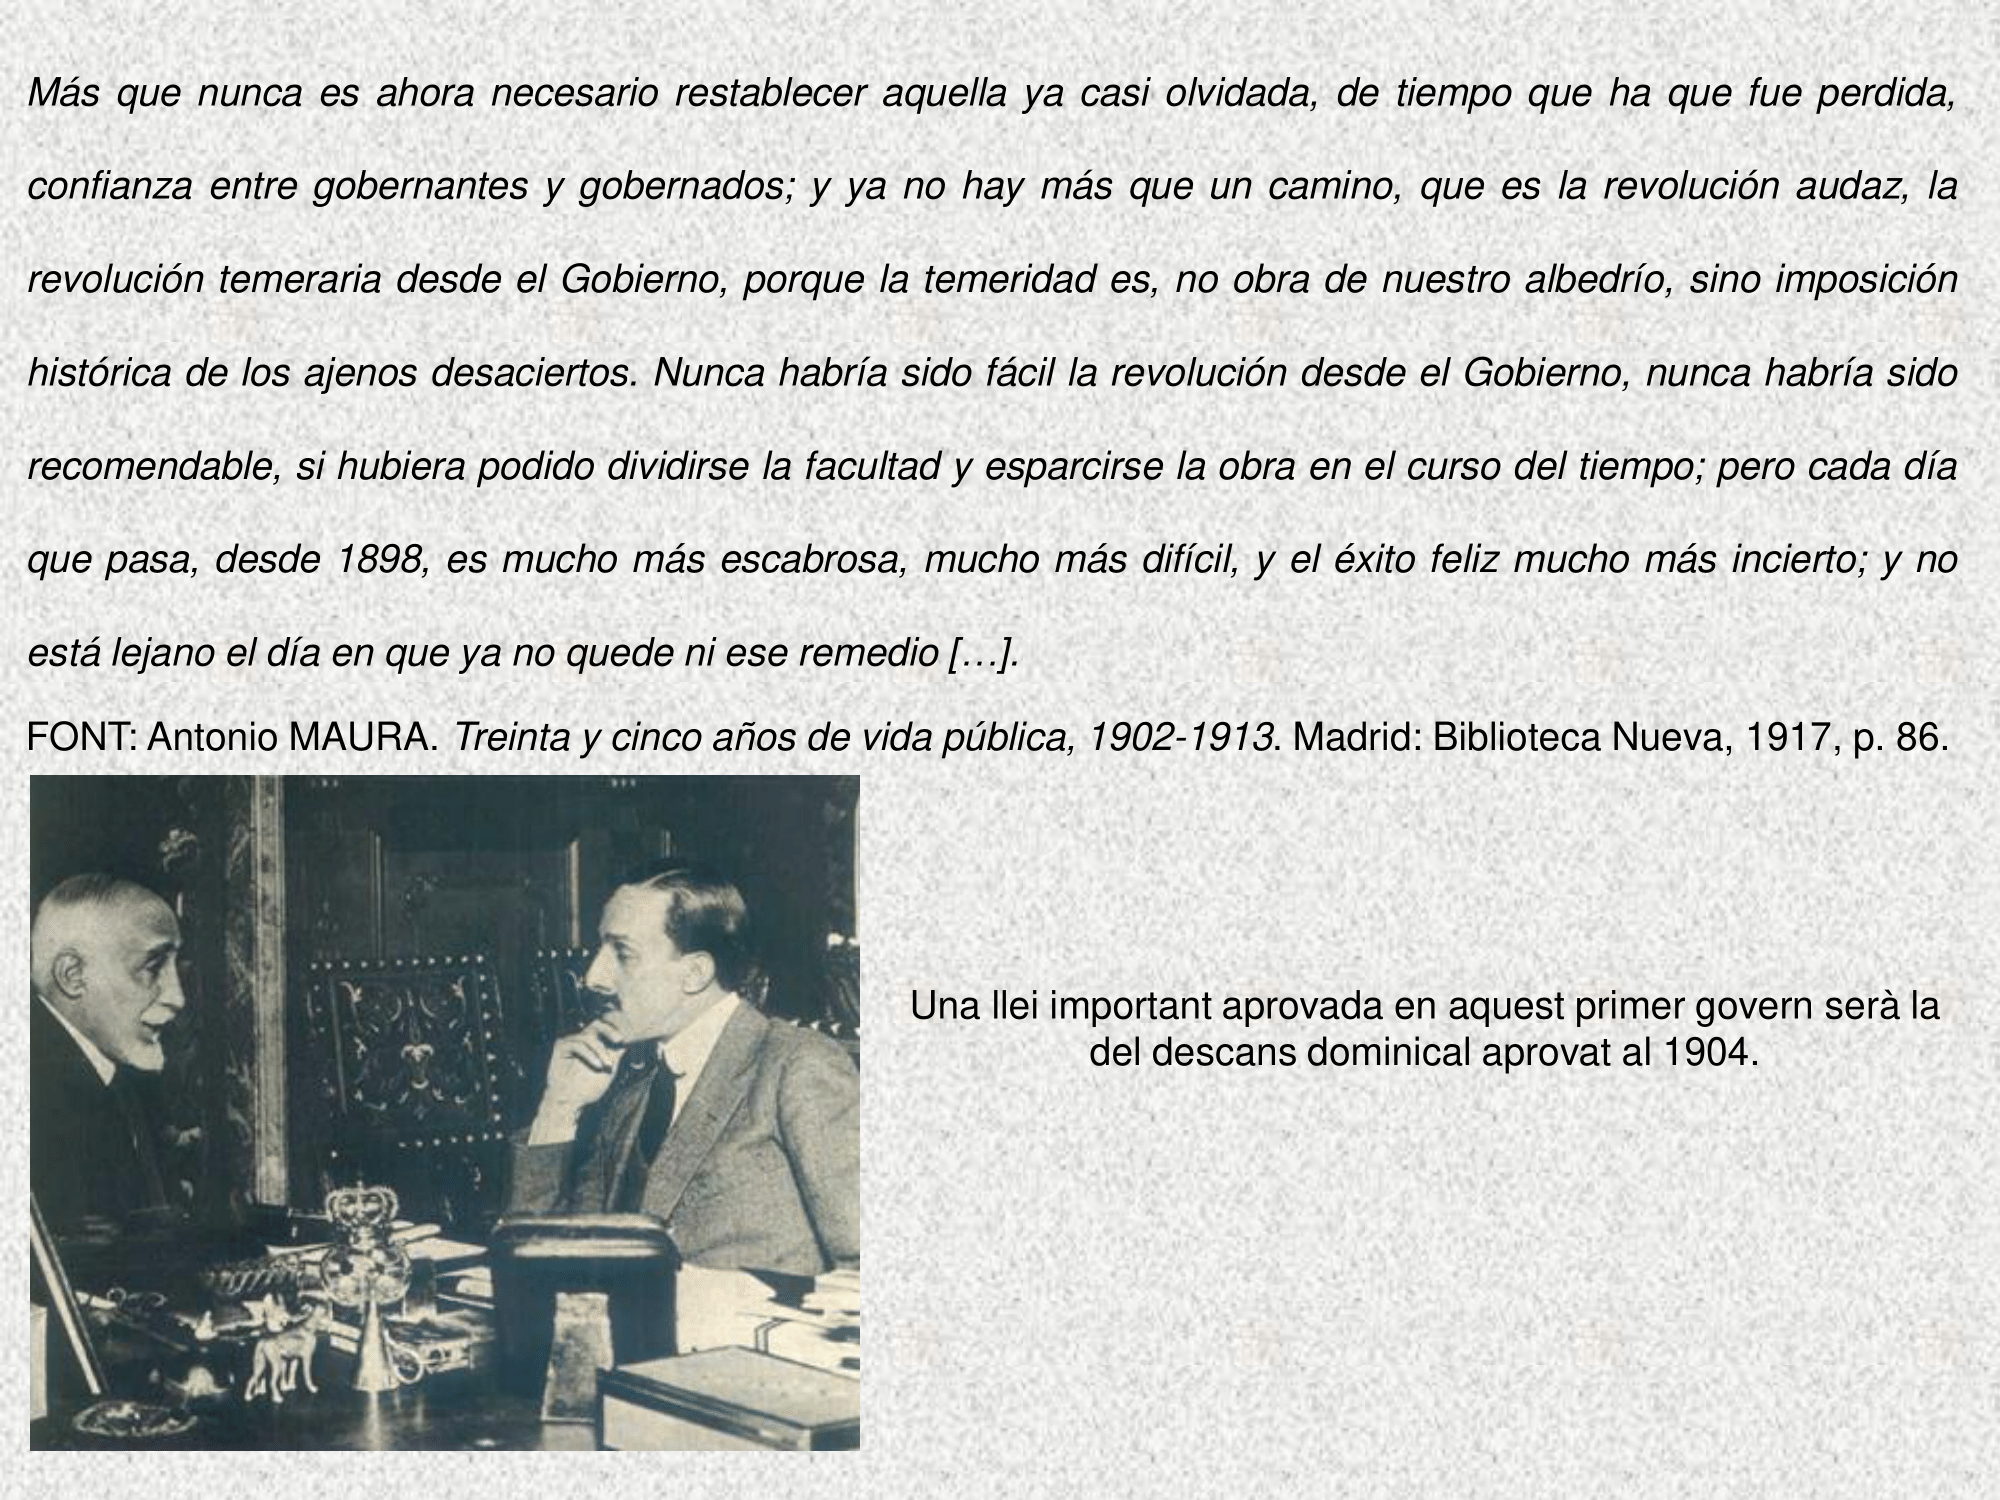 Más que nunca es ahora necesario restablecer aquella ya casi olvidada, de tiempo que ha que fue perdida,
confianza entre gobernantes y gobernados; y ya no hay más que un camino, que es la revolución audaz, la
revolución temeraria desde el Gobierno, porque la temeridad es, no obra de nuestro albedrío, sino imposición
histórica de los ajenos desaciertos. Nunca habría sido fácil la revolución desde el Gobierno, nunca habría sido
recomendable, si hubiera podido dividirse la facultad y esparcirse la obra en el curso del tiempo; pero cada día
que pasa, desde 1898, es mucho más escabrosa, mucho más difícil, y el éxito feliz mucho más incierto; y no
está lejano el día en que ya no quede ni ese remedio […].
FONT: Antonio MAURA. Treinta y cinco años de vida pública, 1902-1913. Madrid: Biblioteca Nueva, 1917, p. 86.
Una llei important aprovada en aquest primer govern serà la
del descans dominical aprovat al 1904.